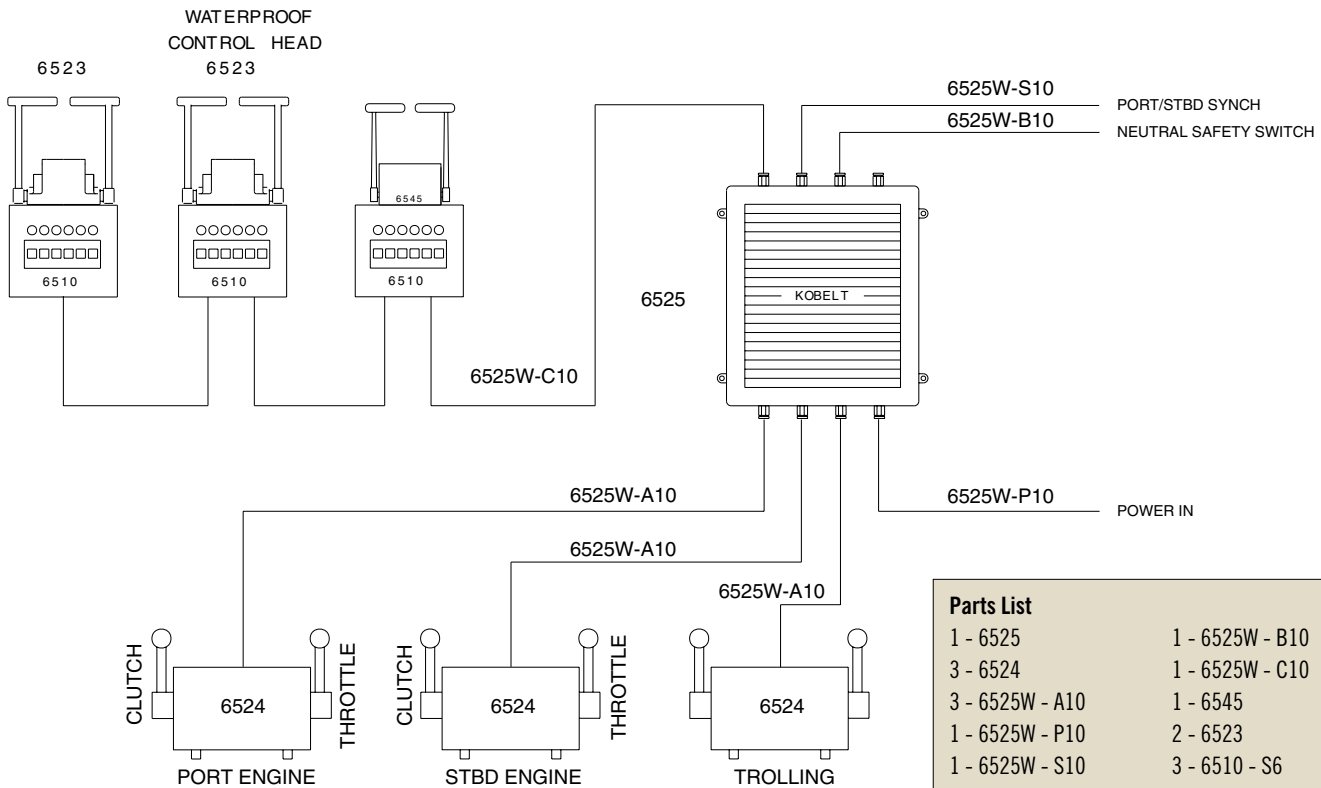 WATERPROOF
CONTROL HEAD
6523
6523
6545
6510
6510
6510
6525W-S10
PORT/STBD SYNCH
6525W-B10
NEUTRAL SAFETY SWITCH
6525
KOBELT
6525W-C10
6525W-A10
6525W-P10
POWER IN
6525W-A10
6525W-A10
CLUTCH
6524
THROTTLE
PORT ENGINE
CLUTCH
6524
THROTTLE
STBD ENGINE
6524
TROLLING
Parts List
1 - 6525
3 - 6524
3 - 6525W - A10
1 - 6525W - P10
1 - 6525W - S10
1 - 6525W - B10
1 - 6525W - C10
1 - 6545
2 - 6523
3 - 6510 - S6